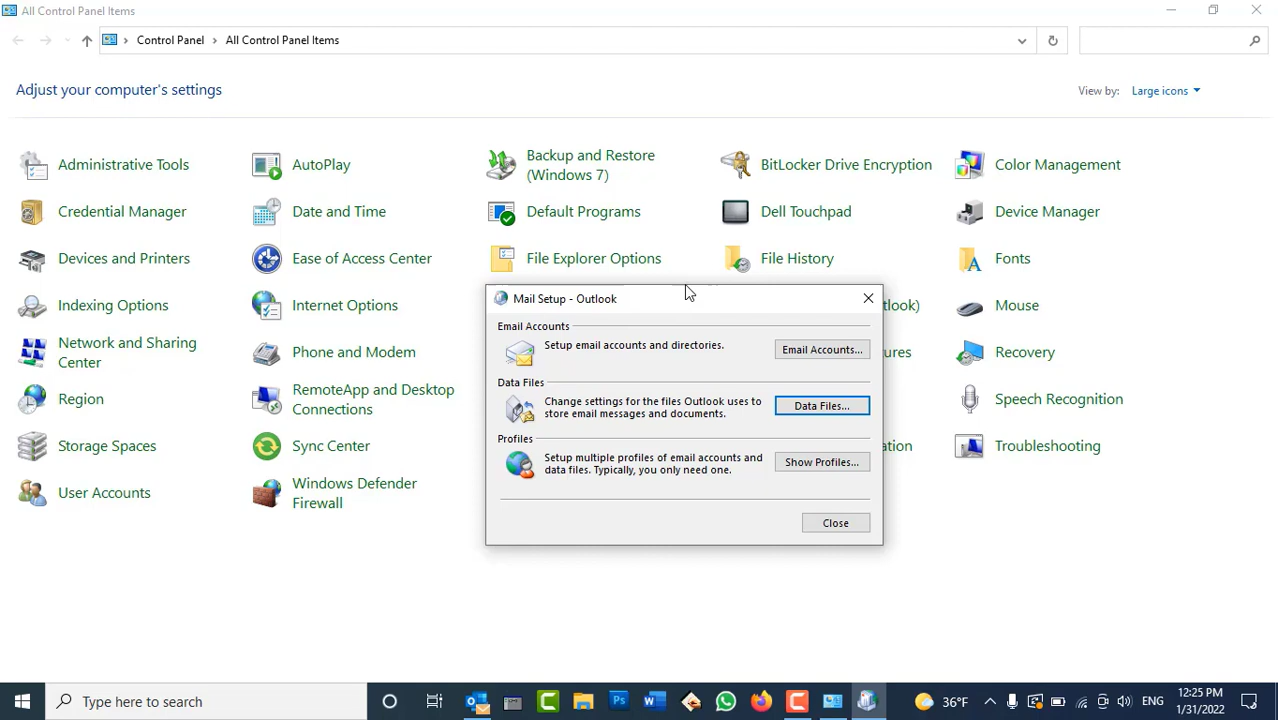 All Control Panel Items
Control Panel > All Control Panel Items
Adjust your computer's settings
View by: Large icons
Administrative Tools
AutoPlay
Backup and Restore
(Windows 7)
BitLocker Drive Encryption
Color Management
Credential Manager
Date and Time
Default Programs
Dell Touchpad
Device Manager
Devices and Printers
Ease of Access Center
File Explorer Options
File History
Fonts
Indexing Options
Internet Options
Mouse
Network and Sharing
Center
Phone and Modem
Recovery
Region
RemoteApp and Desktop
Connections
Speech Recognition
Storage Spaces
Sync Center
Troubleshooting
User Accounts
Windows Defender
Firewall
Mail Setup - Outlook
Email Accounts
Setup email accounts and directories.
Email Accounts...
Data Files
Change settings for the files Outlook uses to
store email messages and documents.
Data Files...
Profiles
Setup multiple profiles of email accounts and
data files. Typically, you only need one.
Show Profiles...
Close
Type here to search
36°F
ENG
12:25 PM
1/31/2022